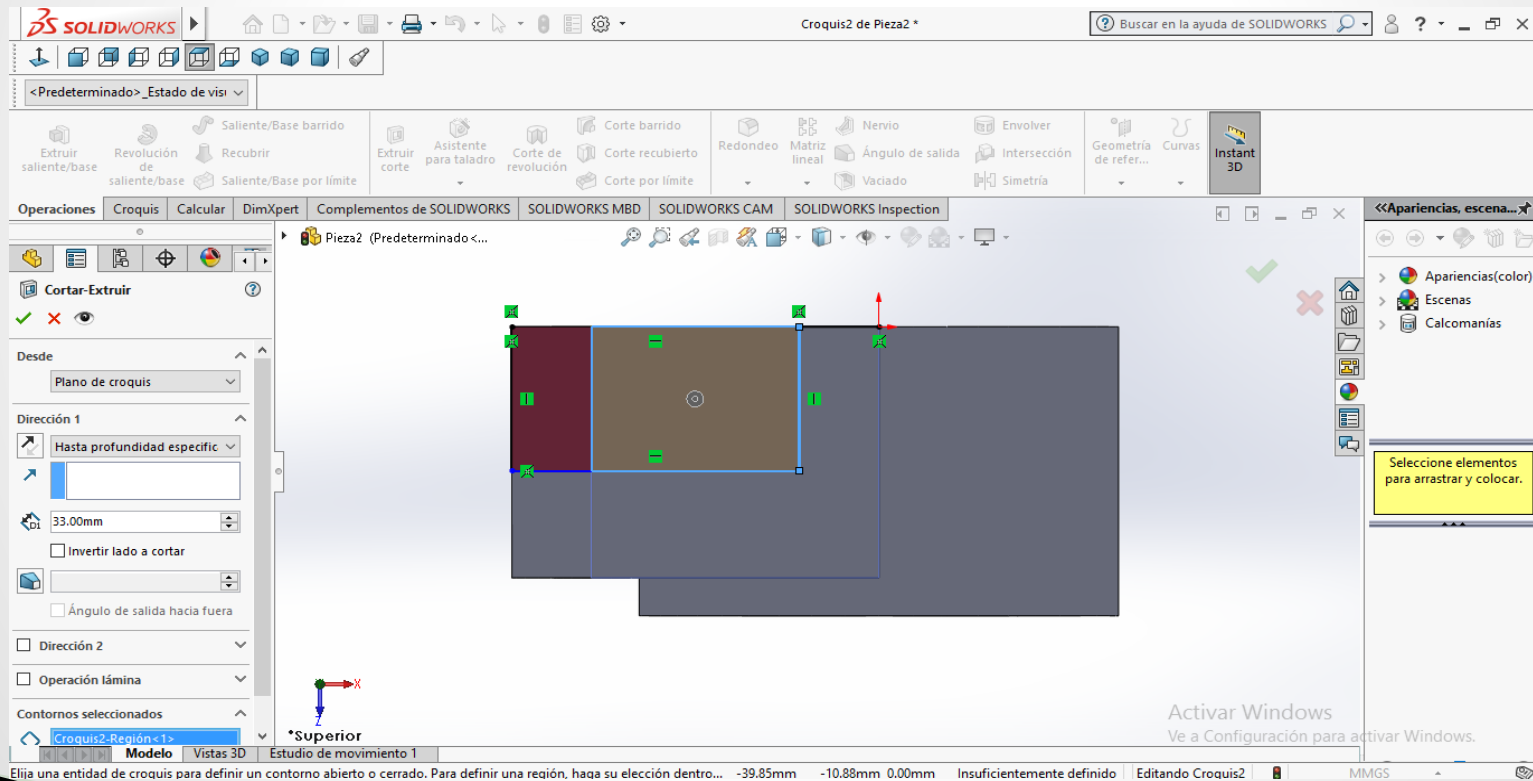 SOLIDWORKS
Croquis2 de Pieza2 *
Buscar en la ayuda de SOLIDWORKS
<Predeterminado>_Estado de visu
Extruir saliente/base
Revolución de saliente/base
Saliente/Base barrido
Recubrir
Saliente/Base por límite
Extruir corte
Asistente para taladro
Corte de revolución
Corte barrido
Corte recubierto
Corte por límite
Redondeo
Matriz lineal
Nervio
Ángulo de salida
Vaciado
Envolver
Intersección
Simetría
Geometría de refer...
Curvas
Instant 3D
Operaciones Croquis Calcular DimXpert Complementos de SOLIDWORKS SOLIDWORKS MBD SOLIDWORKS CAM SOLIDWORKS Inspection
Pieza2 (Predeterminado<...
Cortar-Extruir
Desde
Plano de croquis
Dirección 1
Hasta profundidad especific
D1
33.00mm
Invertir lado a cortar
Ángulo de salida hacia fuera
Dirección 2
Operación lámina
Contornos seleccionados
Croquis2-Región<1>
X
Z
*Superior
«Apariencias, escena...
Apariencias(color)
Escenas
Calcomanías
Seleccione elementos
para arrastrar y colocar.
Activar Windows
Ve a Configuración para activar Windows.
Modelo Vistas 3D Estudio de movimiento 1
Elija una entidad de croquis para definir un contorno abierto o cerrado. Para definir una región, haga su elección dentro... -39.85mm -10.88mm 0.00mm Insuficientemente definido Editando Croquis2 MMGS